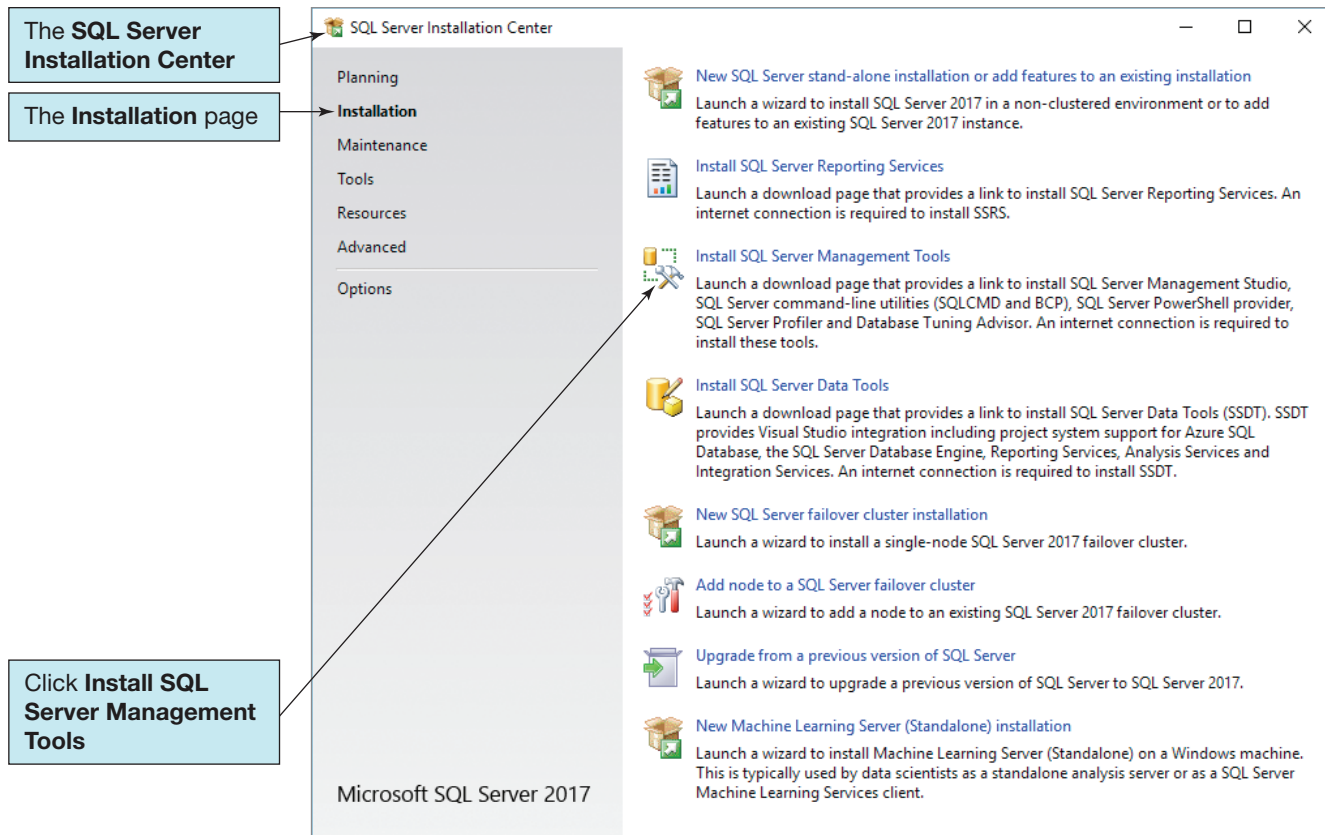 The SQL Server
Installation Center
The Installation page
Click Install SQL
Server Management
Tools
SQL Server Installation Center
Planning
Installation
Maintenance
Tools
Resources
Advanced
Options
Microsoft SQL Server 2017
New SQL Server stand-alone installation or add features to an existing installation
Launch a wizard to install SQL Server 2017 in a non-clustered environment or to add
features to an existing SQL Server 2017 instance.
Install SQL Server Reporting Services
Launch a download page that provides a link to install SQL Server Reporting Services. An
internet connection is required to install SSRS.
Install SQL Server Management Tools
Launch a download page that provides a link to install SQL Server Management Studio,
SQL Server command-line utilities (SQLCMD and BCP), SQL Server PowerShell provider,
SQL Server Profiler and Database Tuning Advisor. An internet connection is required to
install these tools.
Install SQL Server Data Tools
Launch a download page that provides a link to install SQL Server Data Tools (SSDT). SSDT
provides Visual Studio integration including project system support for Azure SQL
Database, the SQL Server Database Engine, Reporting Services, Analysis Services and
Integration Services. An internet connection is required to install SSDT.
New SQL Server failover cluster installation
Launch a wizard to install a single-node SQL Server 2017 failover cluster.
Add node to a SQL Server failover cluster
Launch a wizard to add a node to an existing SQL Server 2017 failover cluster.
Upgrade from a previous version of SQL Server
Launch a wizard to upgrade a previous version of SQL Server to SQL Server 2017.
New Machine Learning Server (Standalone) installation
Launch a wizard to install Machine Learning Server (Standalone) on a Windows machine.
This is typically used by data scientists as a standalone analysis server or as a SQL Server
Machine Learning Services client.